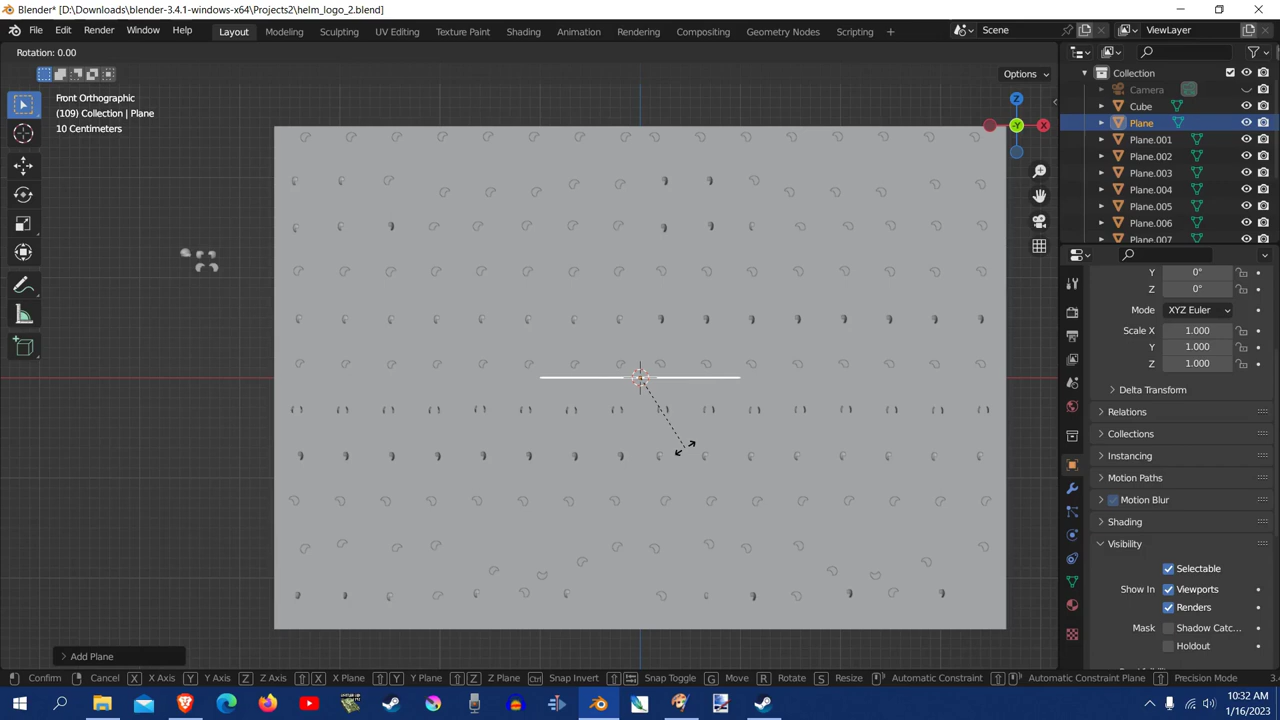 Blender* [D:\Downloads\blender-3.4.1-windows-x64\Projects2\helm_logo_2.blend]
File Edit Render Window Help Layout Modeling Sculpting UV Editing Texture Paint Shading Animation Rendering Compositing Geometry Nodes Scripting + Scene ViewLayer
Rotation: 0.00
Options
Front Orthographic
(109) Collection | Plane
10 Centimeters
Z
-Y
X
Collection
Camera
Cube
Plane
Plane.001
Plane.002
Plane.003
Plane.004
Plane.005
Plane.006
Plane.007
Y 0°
Z 0°
Mode XYZ Euler
Scale X 1.000
Y 1.000
Z 1.000
Delta Transform
Relations
Collections
Instancing
Motion Paths
Motion Blur
Shading
Visibility
Selectable
Show In Viewports
Renders
Mask Shadow Catc...
Holdout
Add Plane
Confirm Cancel X X Axis Y Y Axis Z Z Axis X X Plane Y Y Plane Z Z Plane Ctrl Snap Invert Snap Toggle G Move R Rotate S Resize Automatic Constraint Automatic Constraint Plane Precision Mode 3.4
10:32 AM
1/16/2023